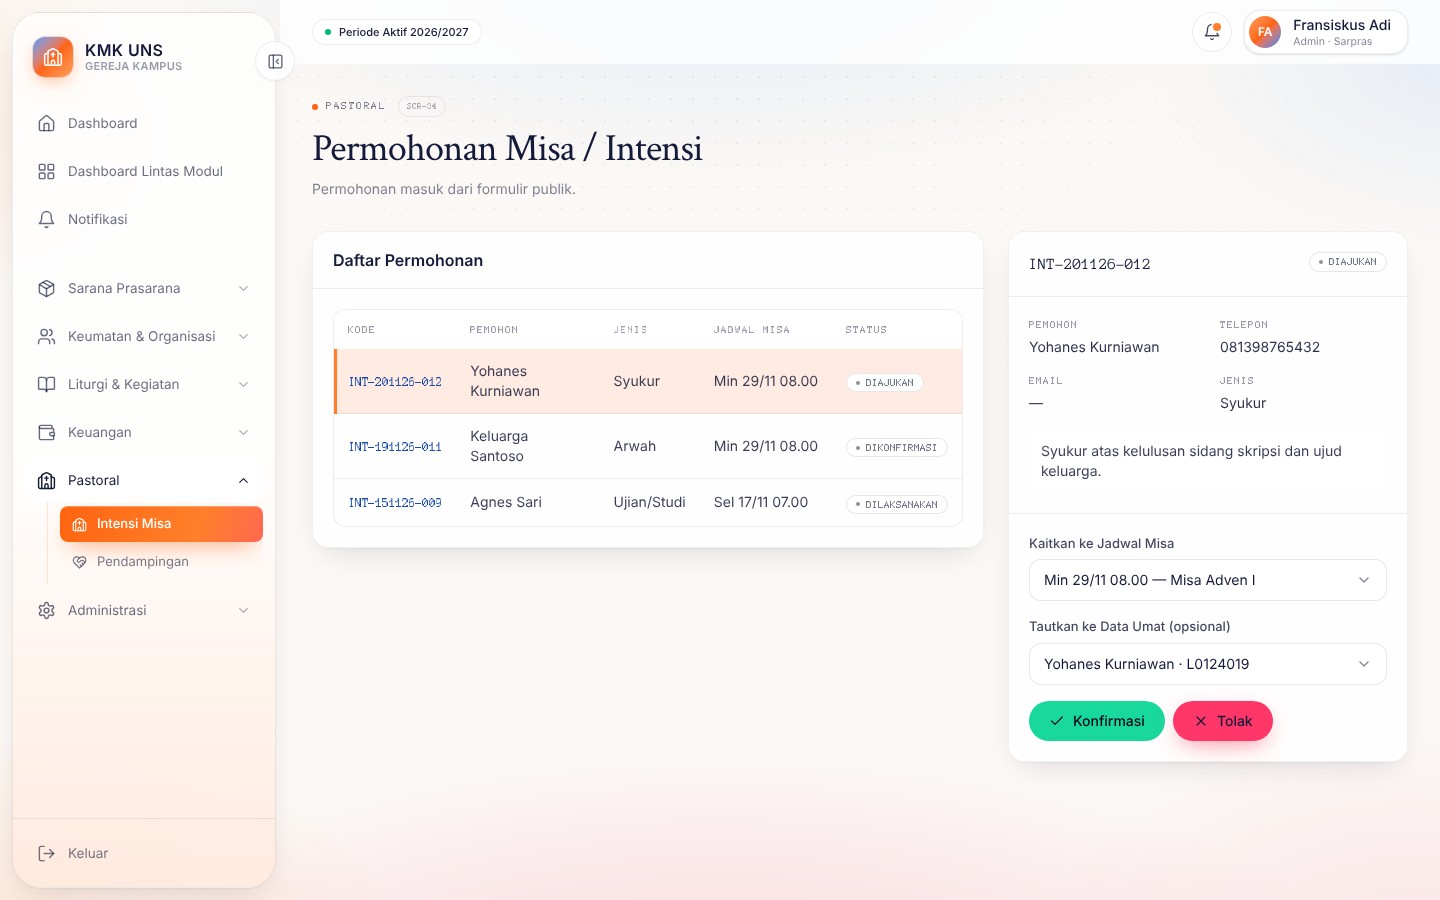 KMK UNS
GEREJA KAMPUS
Dashboard
Dashboard Lintas Modul
Notifikasi
Sarana Prasarana
Keumatan & Organisasi
Liturgi & Kegiatan
Keuangan
Pastoral
Intensi Misa
Pendampingan
Administrasi
Keluar
Periode Aktif 2026/2027
FA
Fransiskus Adi
Admin · Sarpras
PASTORAL
SCR-34
Permohonan Misa / Intensi
Permohonan masuk dari formulir publik.
Daftar Permohonan
KODE PEMOHON JENIS JADWAL MISA STATUS
INT-201126-012 Yohanes Kurniawan Syukur Min 29/11 08.00 DIAJUKAN
INT-191126-011 Keluarga Santoso Arwah Min 29/11 08.00 DIKONFIRMASI
INT-151126-009 Agnes Sari Ujian/Studi Sel 17/11 07.00 DILAKSANAKAN
INT-201126-012 DIAJUKAN
PEMOHON TELEPON
Yohanes Kurniawan 081398765432
EMAIL JENIS
— Syukur
Syukur atas kelulusan sidang skripsi dan ujud
keluarga.
Kaitkan ke Jadwal Misa
Min 29/11 08.00 — Misa Adven I
Tautkan ke Data Umat (opsional)
Yohanes Kurniawan · L0124019
Konfirmasi Tolak